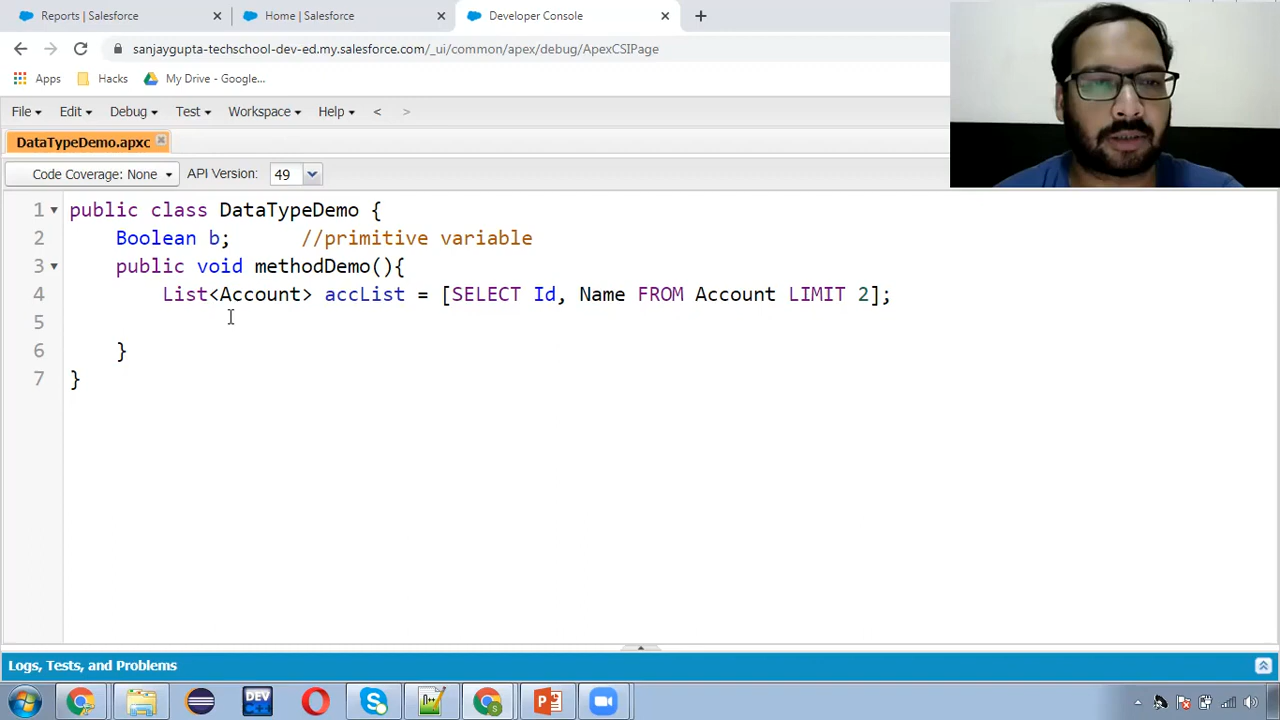 Reports | Salesforce
Home | Salesforce
Developer Console
sanjaygupta-techschool-dev-ed.my.salesforce.com/_ui/common/apex/debug/ApexCSIPage
Apps
Hacks
My Drive - Google...
File
Edit
Debug
Test
Workspace
Help
<
>
DataTypeDemo.apxc
Code Coverage: None
API Version:
49
1 public class DataTypeDemo {
2 Boolean b; //primitive variable
3 public void methodDemo(){
4 List<Account> accList = [SELECT Id, Name FROM Account LIMIT 2];
5
6 }
7 }
Logs, Tests, and Problems
DEV
C++